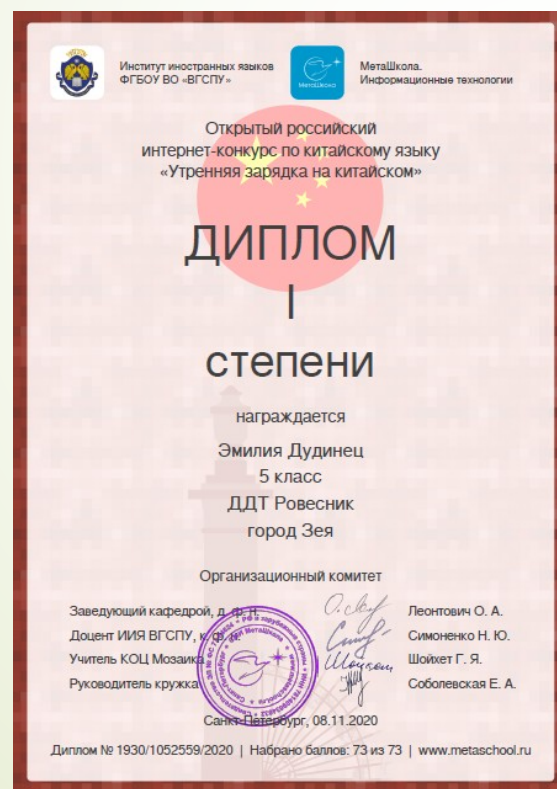 Институт иностранных языков
ФГБОУ ВО «ВГСПУ»
МетаШкола
МетаШкола.
Информационные технологии
Открытый российский
интернет-конкурс по китайскому языку
«Утренняя зарядка на китайском»
ДИПЛОМ
I
степени
награждается
Эмилия Дудинец
5 класс
ДДТ Ровесник
город Зея
Организационный комитет
Заведующий кафедрой, д. ф. н. Леонтович О. А.
Доцент ИИЯ ВГСПУ, к. ф. н. Симоненко Н. Ю.
Учитель КОЦ Мозаика Шойхет Г. Я.
Руководитель кружка Соболевская Е. А.
Санкт-Петербург, 08.11.2020
Диплом № 1930/1052559/2020 | Набрано баллов: 73 из 73 | www.metaschool.ru